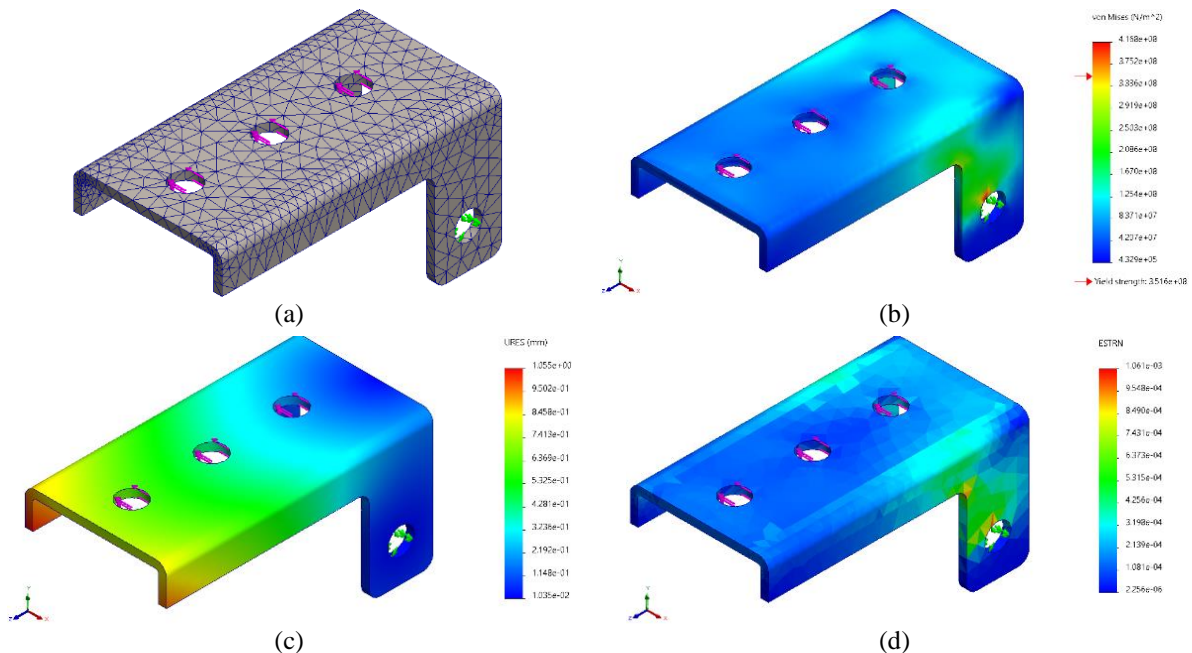 von Mises (N/m^2)
4.168e+08
3.752e+08
3.336e+08
2.919e+08
2.503e+08
2.086e+08
1.670e+08
1.254e+08
8.371e+07
4.207e+07
4.329e+05
Yield strength: 3.516e+08
Y
Z
X
(a)
(b)
URES (mm)
1.055e+00
9.502e-01
8.458e-01
7.413e-01
6.369e-01
5.325e-01
4.281e-01
3.236e-01
2.192e-01
1.148e-01
1.035e-02
Y
Z
X
ESTRN
1.061e-03
9.548e-04
8.490e-04
7.431e-04
6.373e-04
5.315e-04
4.256e-04
3.198e-04
2.139e-04
1.081e-04
2.256e-06
Y
Z
X
(c)
(d)